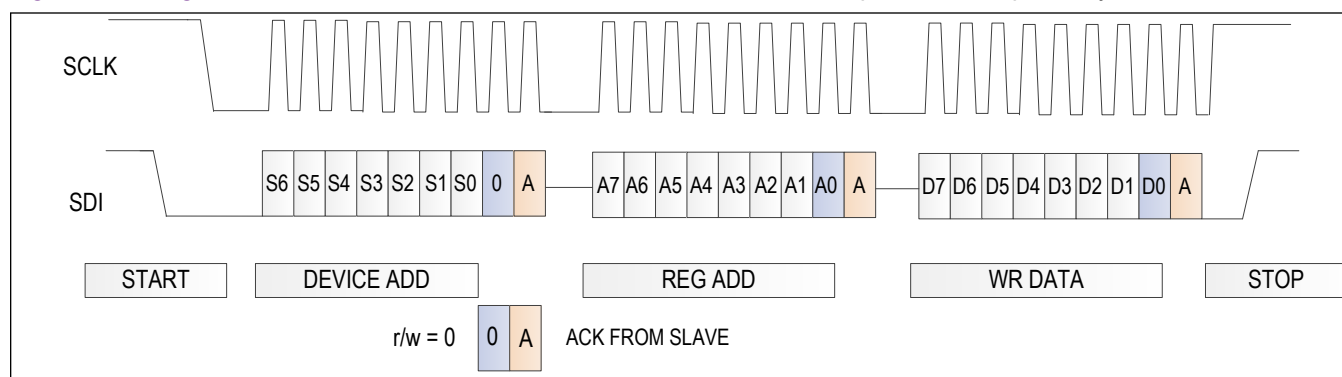 SCLK
SDI
S6 S5 S4 S3 S2 S1 S0 0 A
A7 A6 A5 A4 A3 A2 A1 A0 A
D7 D6 D5 D4 D3 D2 D1 D0 A
START
DEVICE ADD
REG ADD
WR DATA
STOP
r/w = 0
0 A
ACK FROM SLAVE